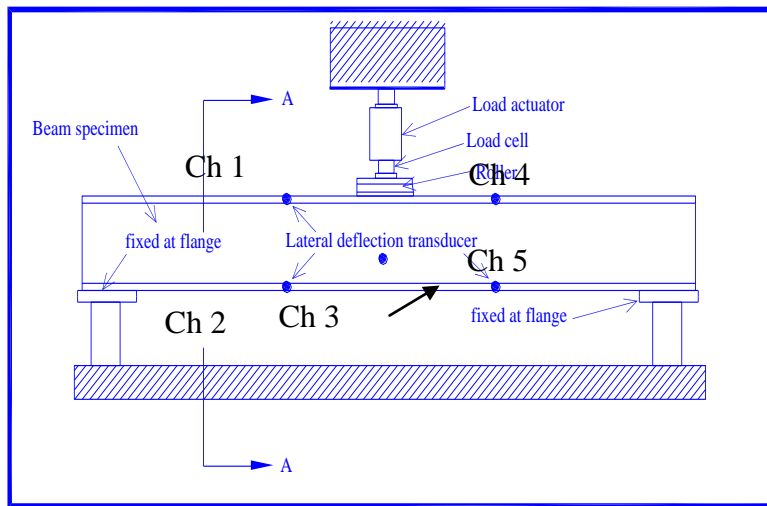 A
Load actuator
Beam specimen
Load cell
Ch 1
Ch 4
Roller
fixed at flange
Lateral deflection transducer
Ch 5
Ch 2
Ch 3
fixed at flange
A